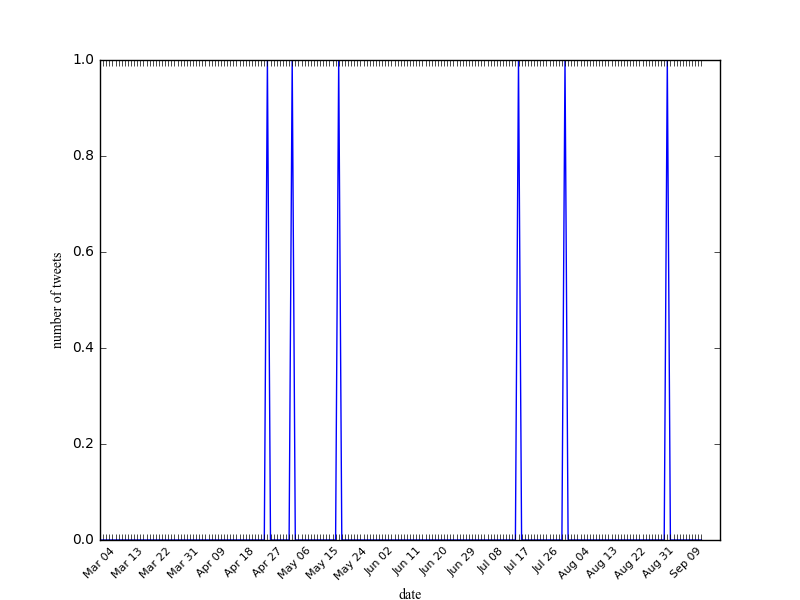 1.0
0.8
0.6
0.4
0.2
0.0
number of tweets
Mar 04
Mar 13
Mar 22
Mar 31
Apr 09
Apr 18
Apr 27
May 06
May 15
May 24
Jun 02
Jun 11
Jun 20
Jun 29
Jul 08
Jul 17
Jul 26
Aug 04
Aug 13
Aug 22
Aug 31
Sep 09
date